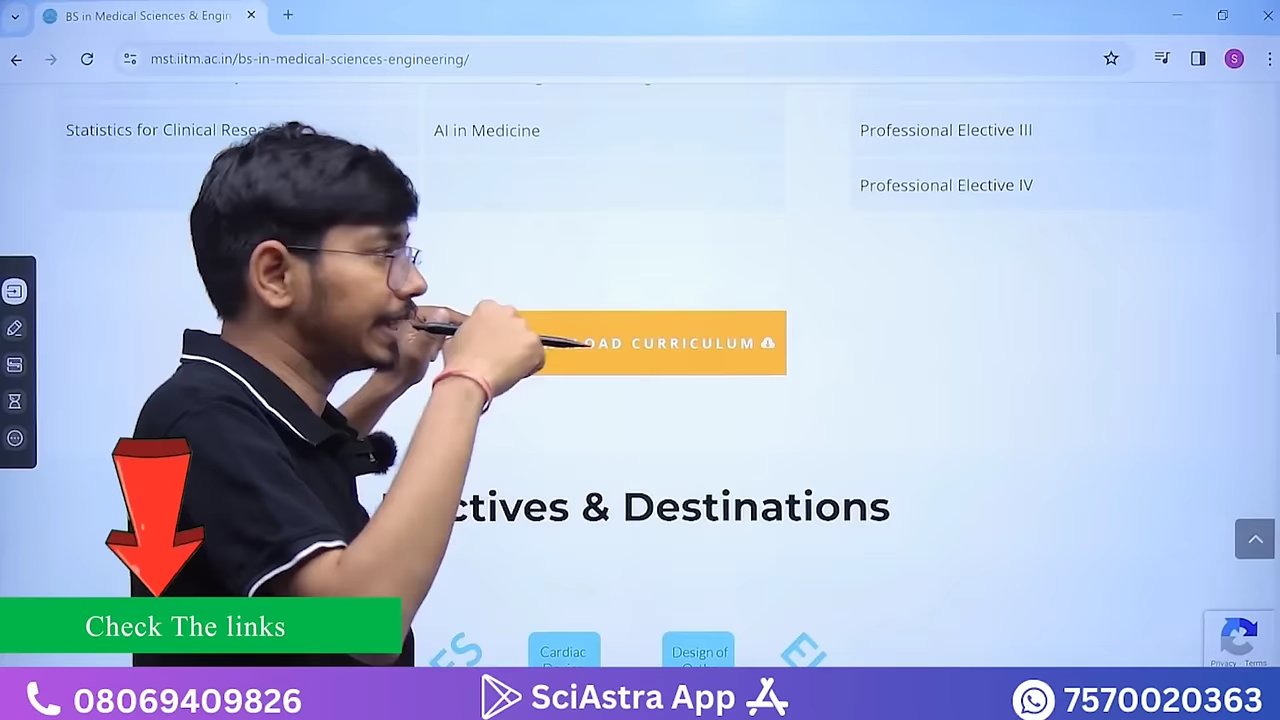 BS in Medical Sciences & Engin
mst.iitm.ac.in/bs-in-medical-sciences-engineering/
S
Statistics for Clinical Resea
AI in Medicine
Professional Elective III
Professional Elective IV
OAD CURRICULUM
ctives & Destinations
Check The links
Cardiac
Design of
Privacy - Terms
08069409826
SciAstra App
7570020363